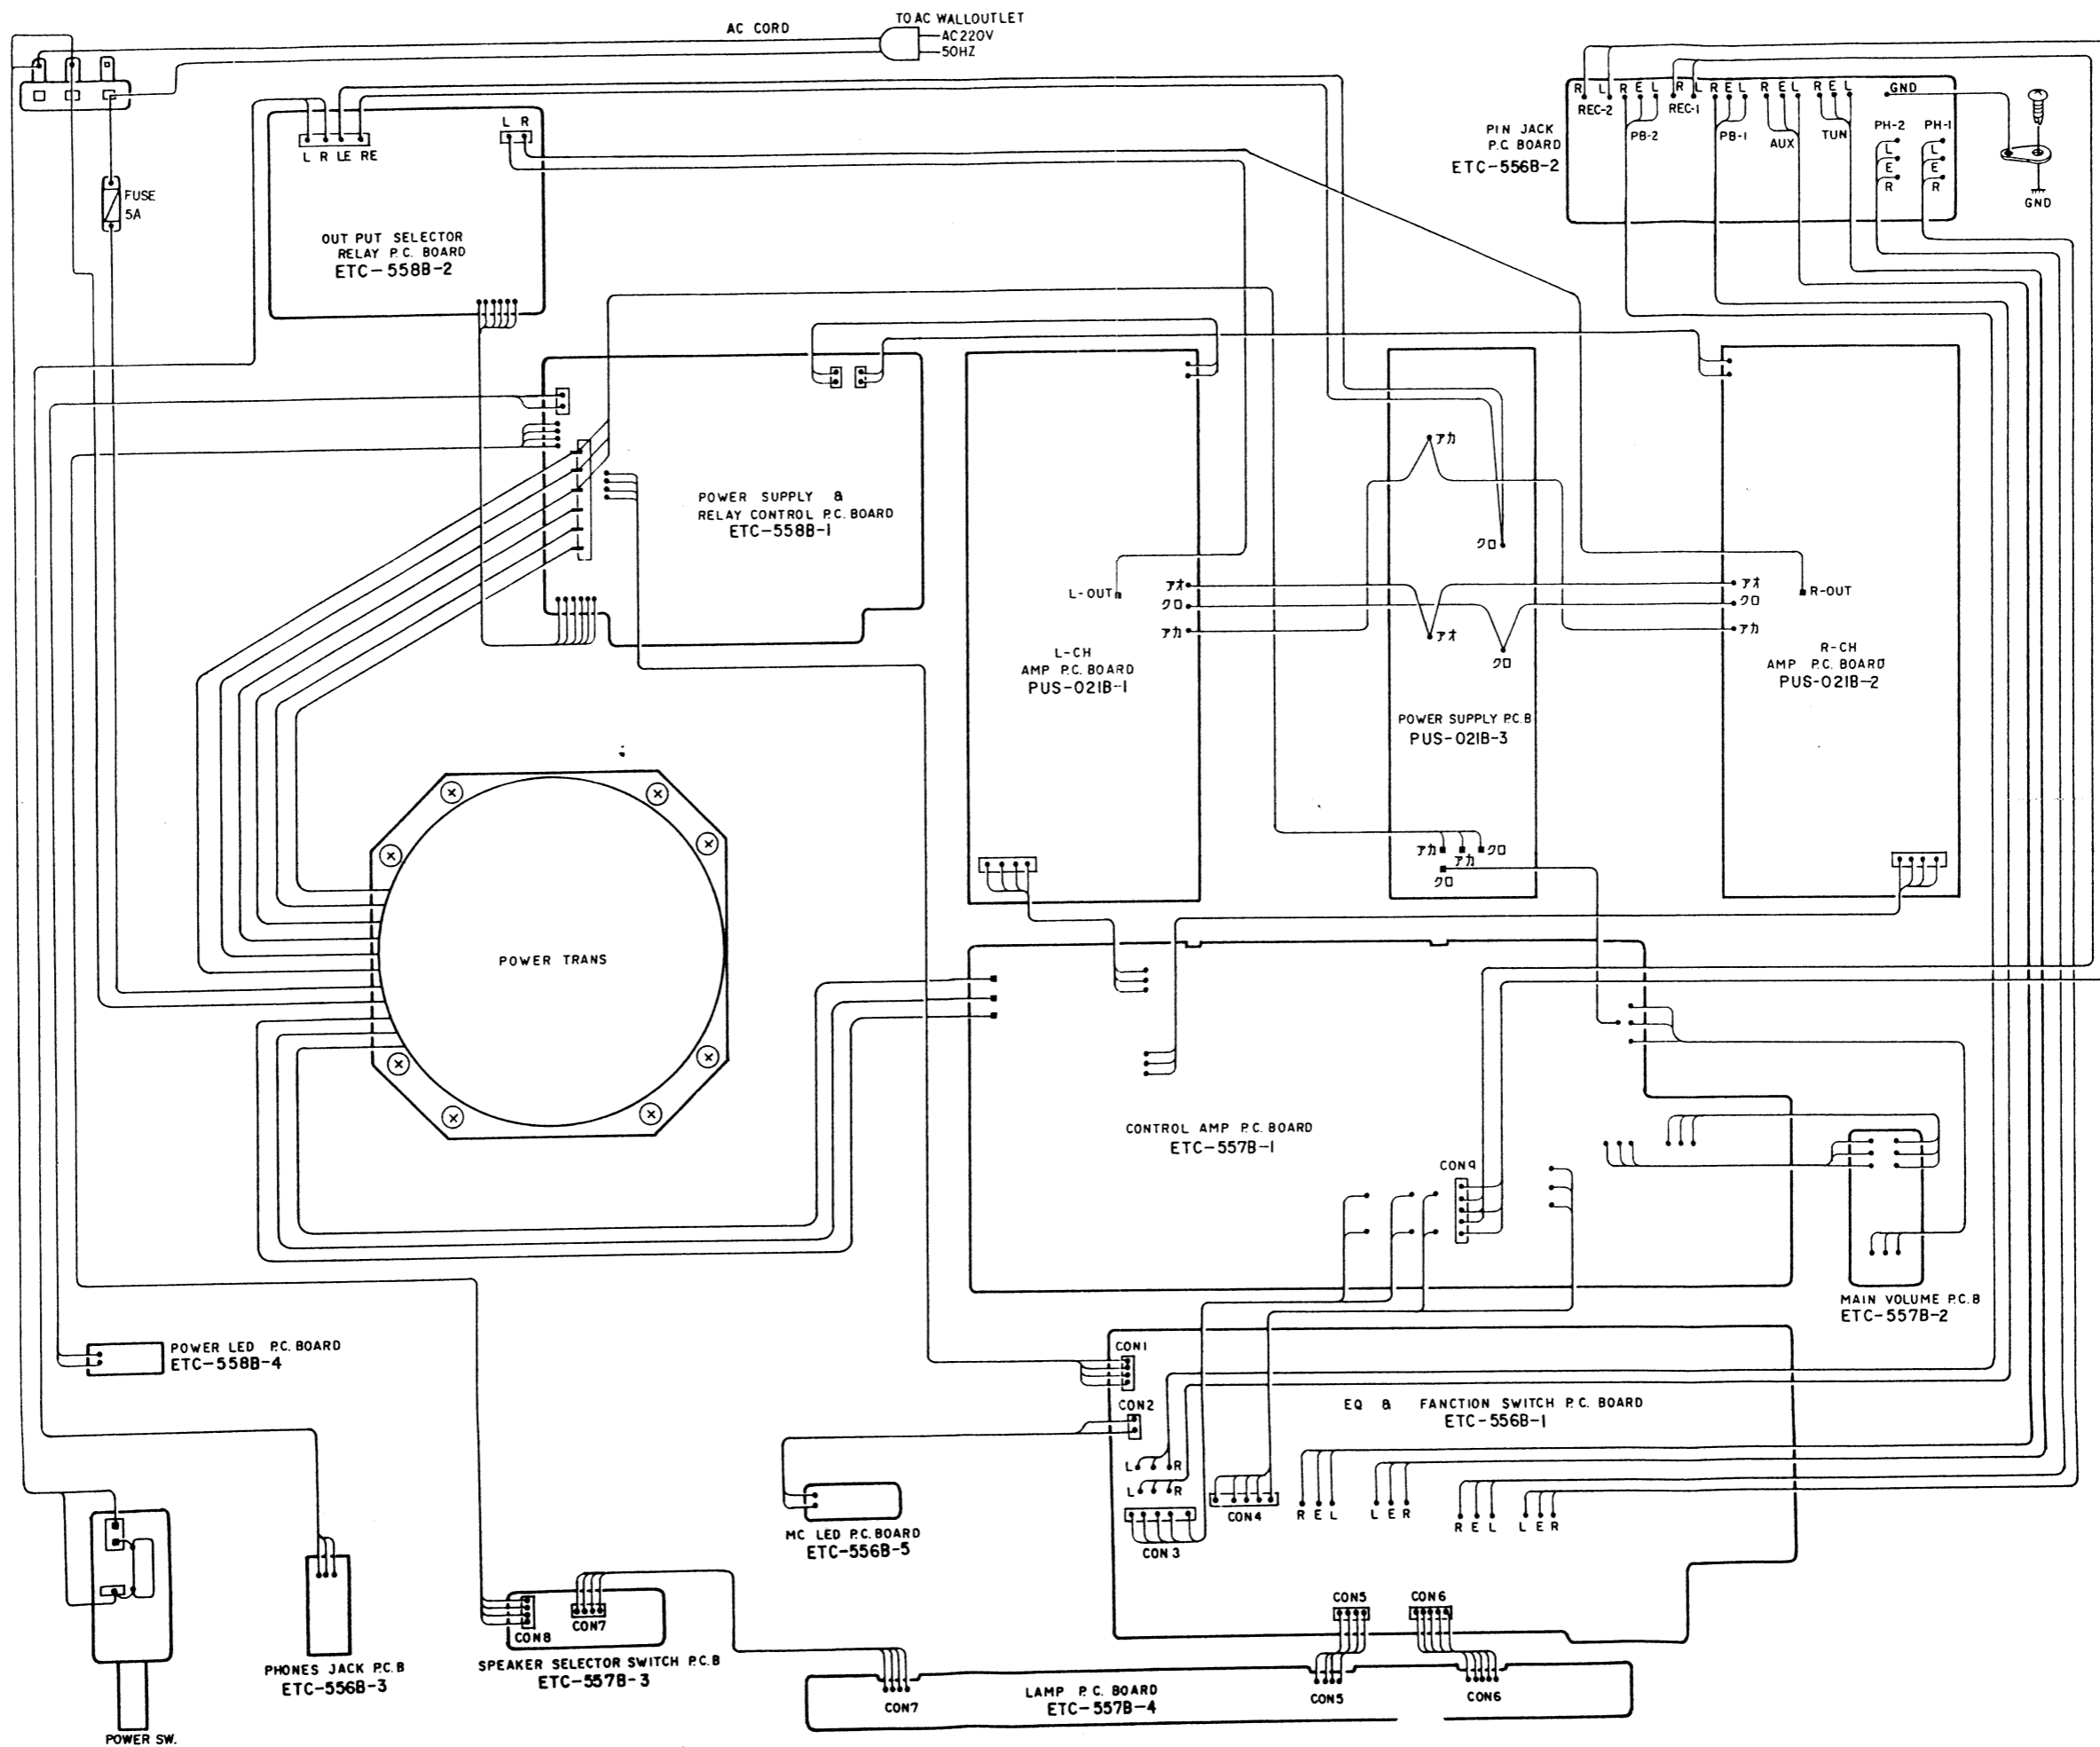 AC CORD
TO AC WALLOUTLET
AC220V
50HZ
FUSE
5A
L R LE RE
L R
OUT PUT SELECTOR
RELAY P.C. BOARD
ETC-558B-2
PIN JACK
P.C. BOARD
ETC-556B-2
R L R E L R L R E L R E L R E L
GND
REC-2
REC-1
PB-2
PB-1
AUX
TUN
PH-2
PH-1
L
E
R
L
E
R
GND
POWER SUPPLY &
RELAY CONTROL P.C. BOARD
ETC-558B-1
L-OUT
アオ
クロ
アカ
L-CH
AMP P.C. BOARD
PUS-021B-1
アカ
クロ
アオ
クロ
POWER SUPPLY P.C.B
PUS-021B-3
アカ
アカ
クロ
クロ
アオ
クロ
アカ
R-OUT
R-CH
AMP P.C. BOARD
PUS-021B-2
POWER TRANS
CONTROL AMP P.C. BOARD
ETC-557B-1
CON9
MAIN VOLUME P.C.B
ETC-557B-2
POWER LED P.C. BOARD
ETC-558B-4
CON1
CON2
EQ & FANCTION SWITCH P.C. BOARD
ETC-556B-1
L R
L R
CON3
CON4
R E L
L E R
R E L
L E R
MC LED P.C. BOARD
ETC-556B-5
CON5
CON6
POWER SW.
PHONES JACK P.C.B
ETC-556B-3
CON8
CON7
SPEAKER SELECTOR SWITCH P.C.B
ETC-557B-3
CON7
LAMP P.C. BOARD
ETC-557B-4
CON5
CON6